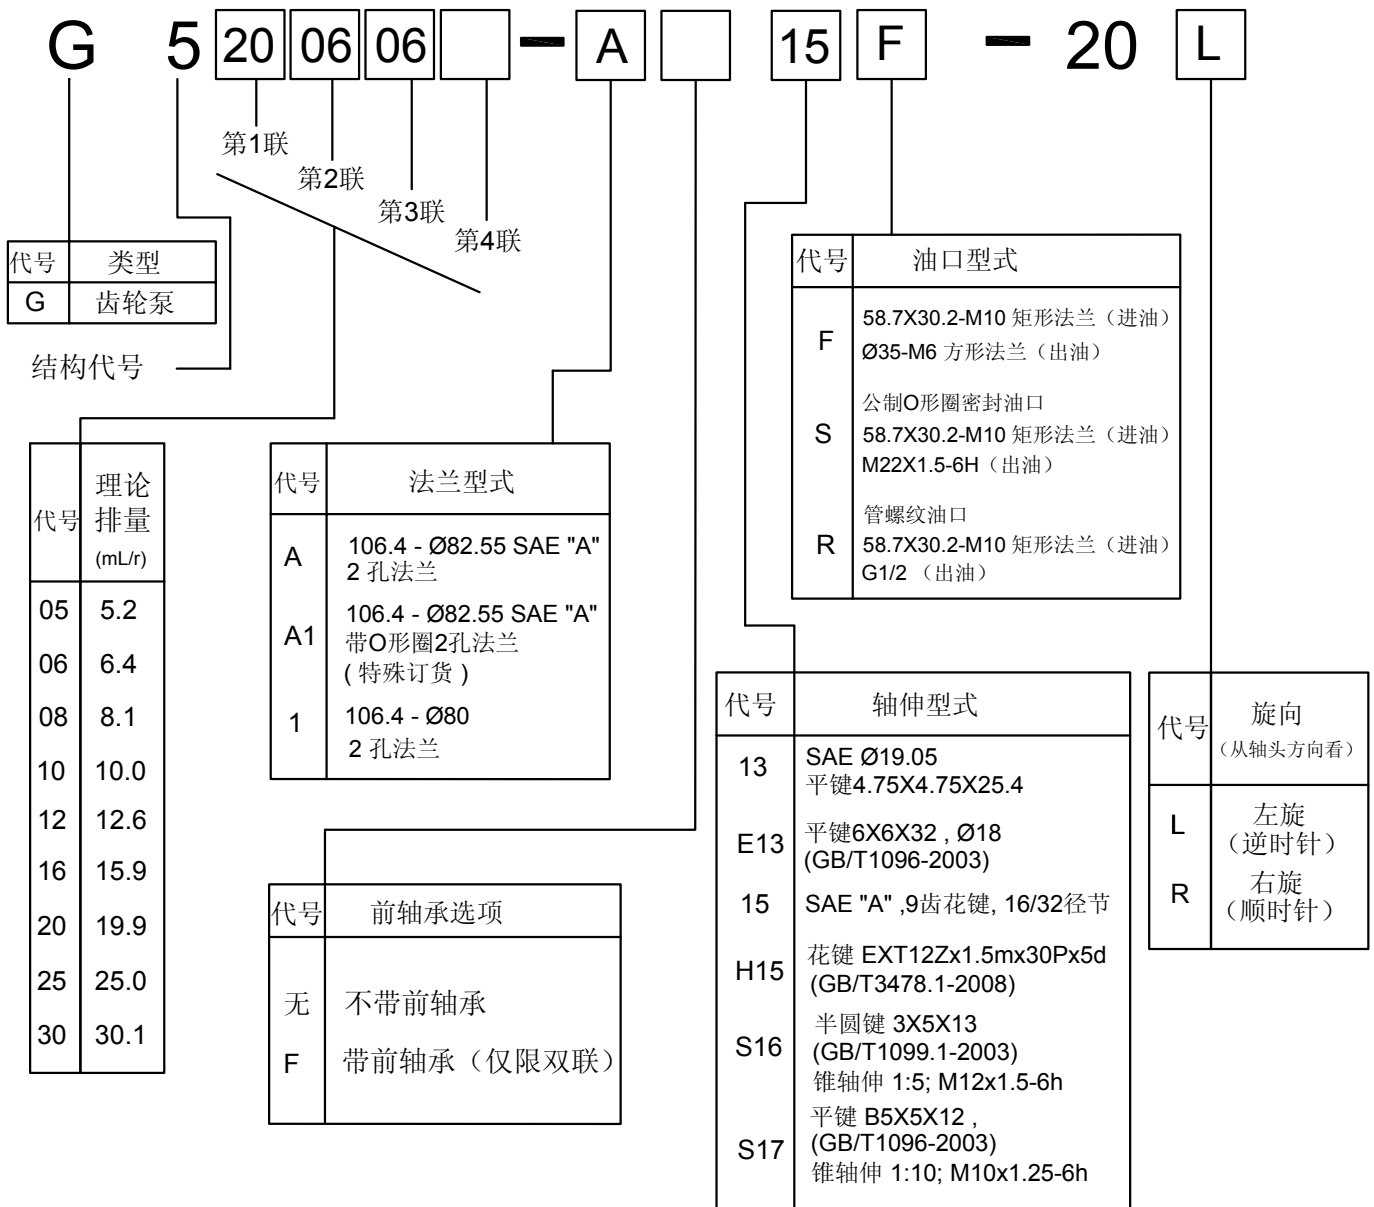 G 5 20 06 06 - A 15 F - 20 L
第1联
第2联
第3联
第4联
代号 类型
G 齿轮泵
结构代号
代号 理论排量 (mL/r)
05 5.2
06 6.4
08 8.1
10 10.0
12 12.6
16 15.9
20 19.9
25 25.0
30 30.1
代号 法兰型式
A 106.4 - Ø82.55 SAE "A"
2 孔法兰
A1 106.4 - Ø82.55 SAE "A"
带O形圈2孔法兰
( 特殊订货 )
1 106.4 - Ø80
2 孔法兰
代号 前轴承选项
无 不带前轴承
F 带前轴承（仅限双联）
代号 油口型式
F 58.7X30.2-M10 矩形法兰（进油）
Ø35-M6 方形法兰（出油）
S 公制O形圈密封油口
58.7X30.2-M10 矩形法兰（进油）
M22X1.5-6H（出油）
R 管螺纹油口
58.7X30.2-M10 矩形法兰（进油）
G1/2 （出油）
代号 轴伸型式
13 SAE Ø19.05
平键4.75X4.75X25.4
E13 平键6X6X32 , Ø18
(GB/T1096-2003)
15 SAE "A" ,9齿花键, 16/32径节
H15 花键 EXT12Zx1.5mx30Px5d
(GB/T3478.1-2008)
S16 半圆键 3X5X13
(GB/T1099.1-2003)
锥轴伸 1:5; M12x1.5-6h
S17 平键 B5X5X12 ,
(GB/T1096-2003)
锥轴伸 1:10; M10x1.25-6h
代号 旋向
（从轴头方向看）
L 左旋
（逆时针）
R 右旋
（顺时针）